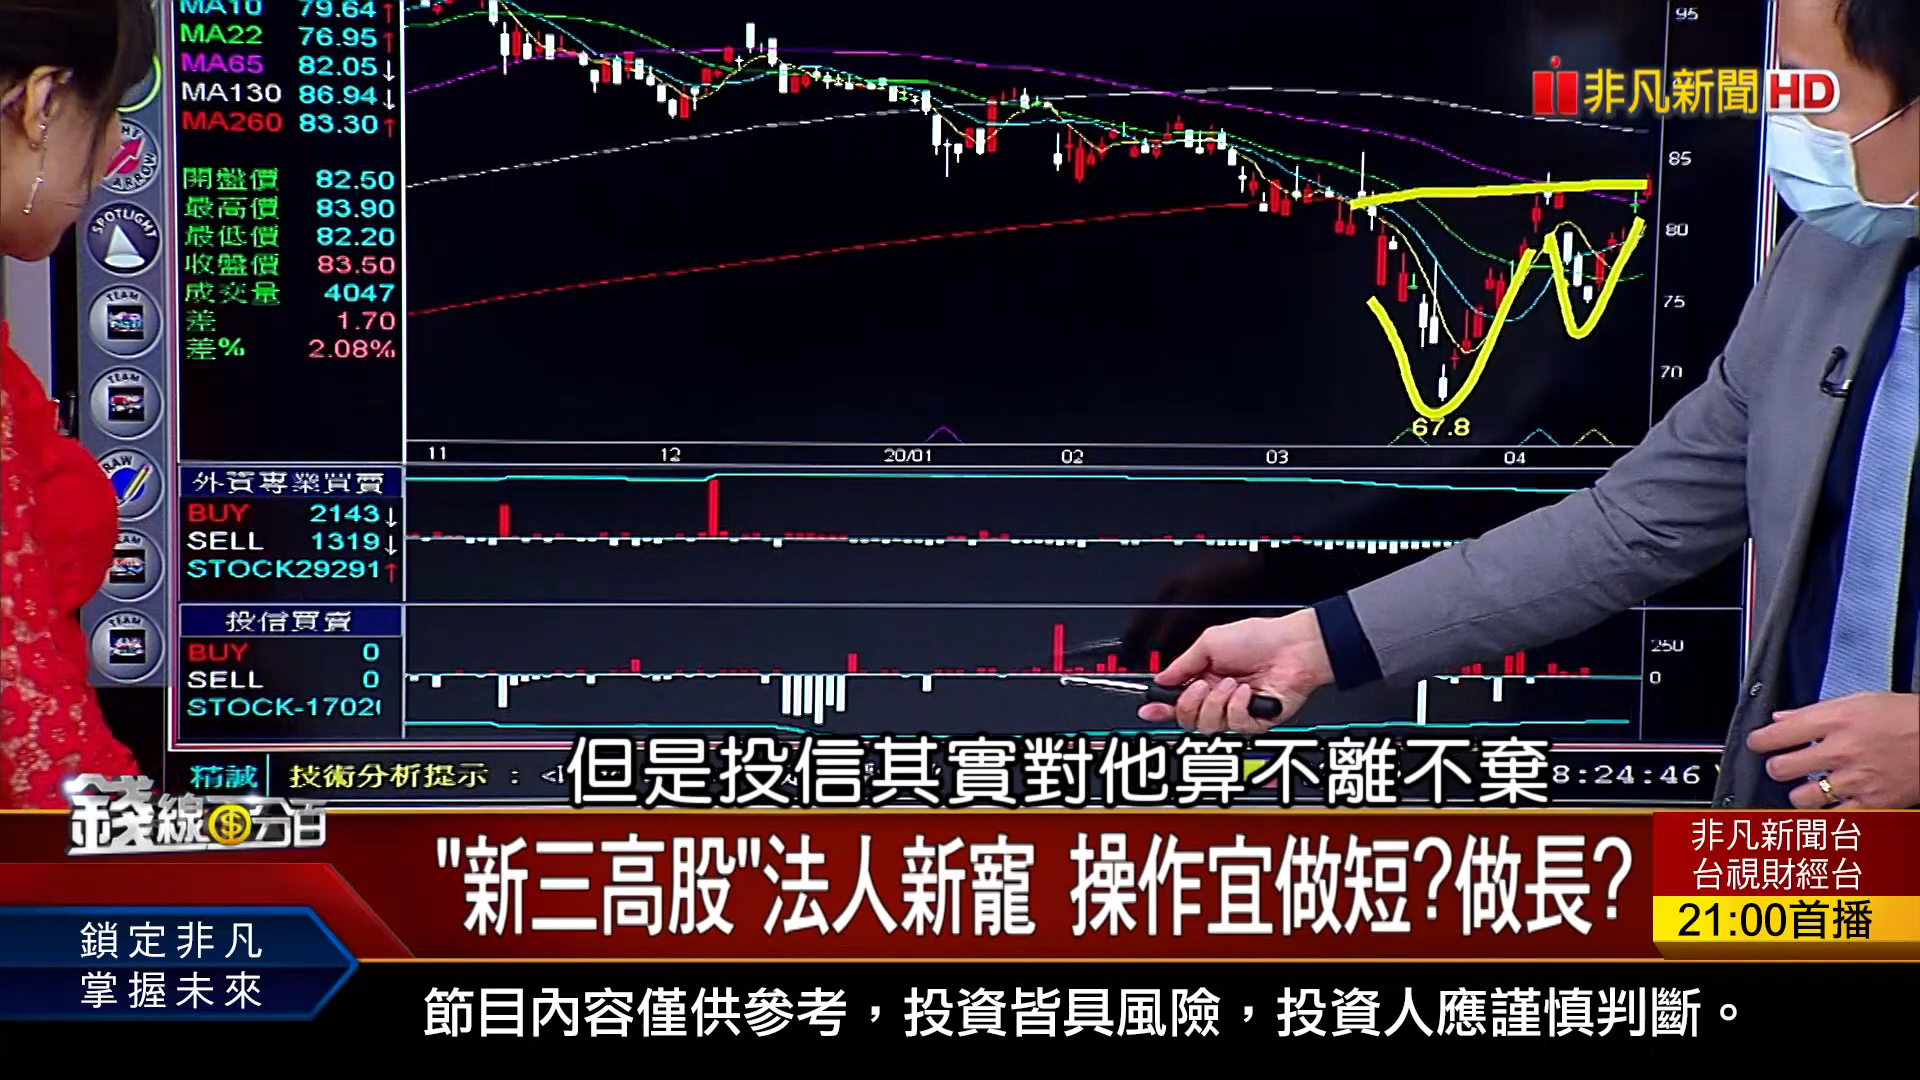 MA10 79.64↑
MA22 76.95↑
MA65 82.05↓
MA130 86.94↓
MA260 83.30↑
開盤價 82.50
最高價 83.90
最低價 82.20
收盤價 83.50
成交量 4047
差 1.70
差% 2.08%
95
85
80
75
70
67.8
11 12 20/01 02 03 04
非凡新聞HD
ARROW
SPOTLIGHT
TEAM
TEAM
DRAW
TEAM
TEAM
外資專業買賣
BUY 2143↓
SELL 1319↓
STOCK29291↑
投信買賣
BUY 0
SELL 0
STOCK-1702
250
0
精誠 技術分析提示 :
8:24:46
但是投信其實對他算不離不棄
錢線百分百
"新三高股"法人新寵 操作宜做短?做長?
非凡新聞台
台視財經台
21:00首播
鎖定非凡
掌握未來
節目內容僅供參考，投資皆具風險，投資人應謹慎判斷。